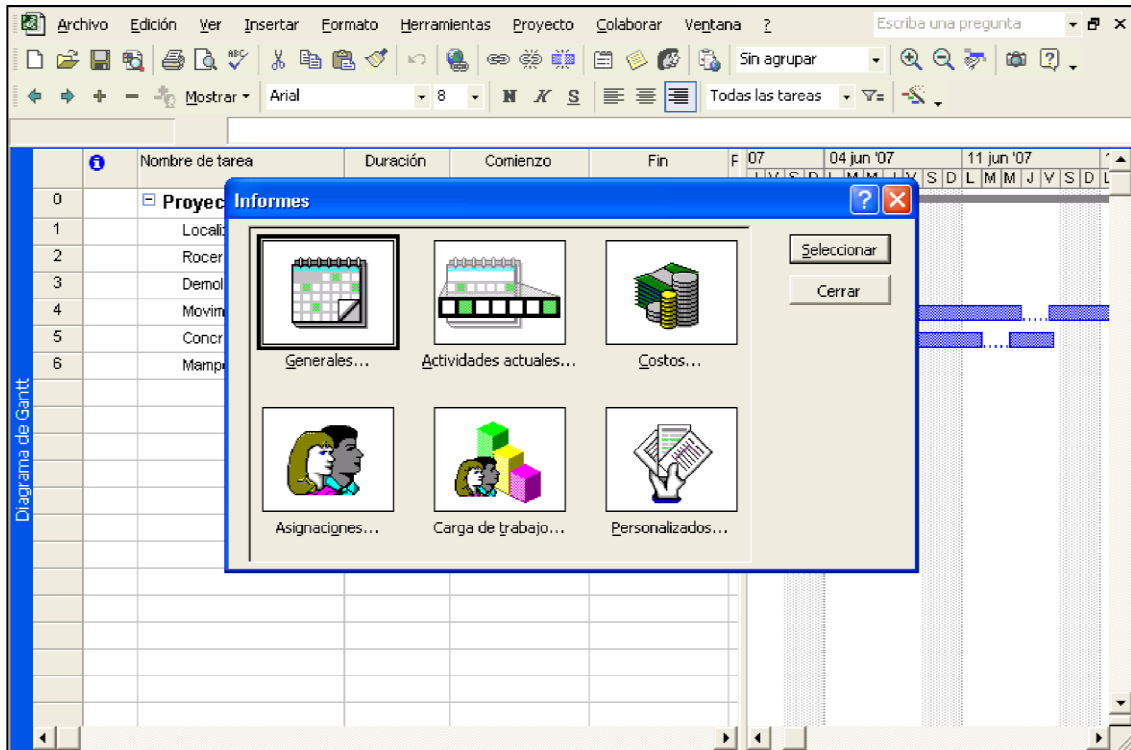 Archivo Edición Ver Insertar Formato Herramientas Proyecto Colaborar Ventana ? Escriba una pregunta
ABC Sin agrupar
Mostrar Arial 8 N K S Todas las tareas
Nombre de tarea Duración Comienzo Fin F 07 04 jun '07 11 jun '07
S D L M M J V S D L
0 Proyec
1 Locali
2 Rocer
3 Demol
4 Movim
5 Concr
6 Mamp
Informes
Seleccionar
Cerrar
Generales... Actividades actuales... Costos...
Asignaciones... Carga de trabajo... Personalizados...
Diagrama de Gantt